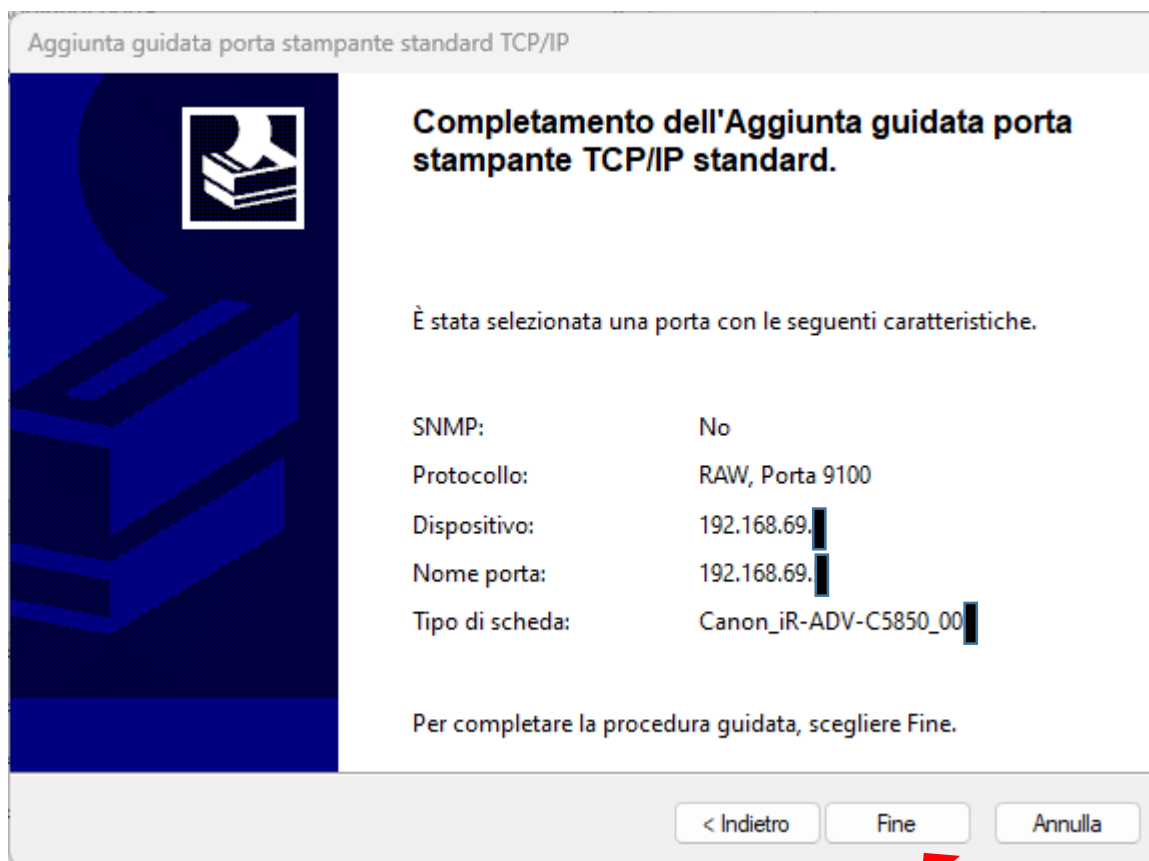 Aggiunta guidata porta stampante standard TCP/IP
Completamento dell'Aggiunta guidata porta
stampante TCP/IP standard.
È stata selezionata una porta con le seguenti caratteristiche.
SNMP: No
Protocollo: RAW, Porta 9100
Dispositivo: 192.168.69.
Nome porta: 192.168.69.
Tipo di scheda: Canon_iR-ADV-C5850_00
Per completare la procedura guidata, scegliere Fine.
< Indietro Fine Annulla